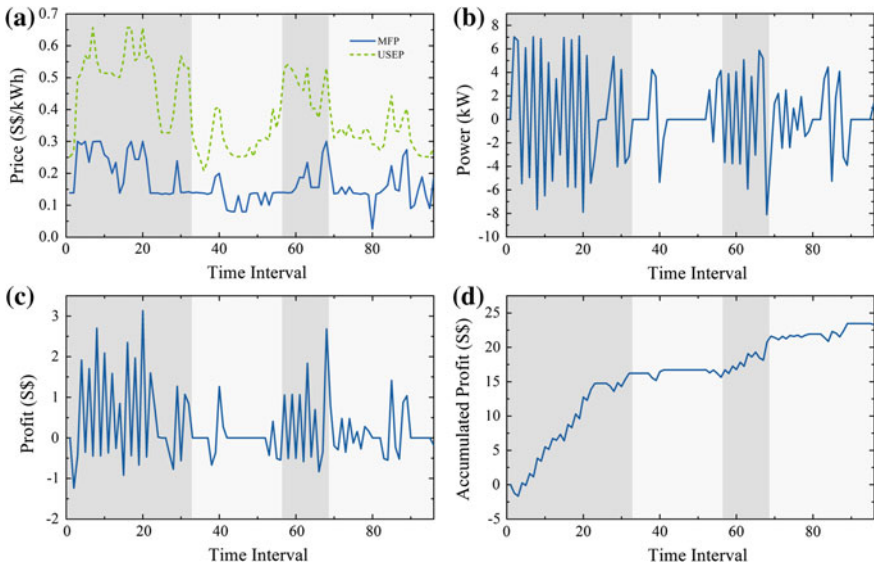 (a)
Price (S$/kWh)
0.7
0.6
0.5
0.4
0.3
0.2
0.1
0.0
MFP
USEP
0 20 40 60 80
Time Interval
(b)
Power (kW)
8
6
4
2
0
-2
-4
-6
-8
-10
0 20 40 60 80
Time Interval
(c)
Profit (S$)
3
2
1
0
-1
-2
0 20 40 60 80
Time Interval
(d)
Accumulated Profit (S$)
25
20
15
10
5
0
-5
0 20 40 60 80
Time Interval